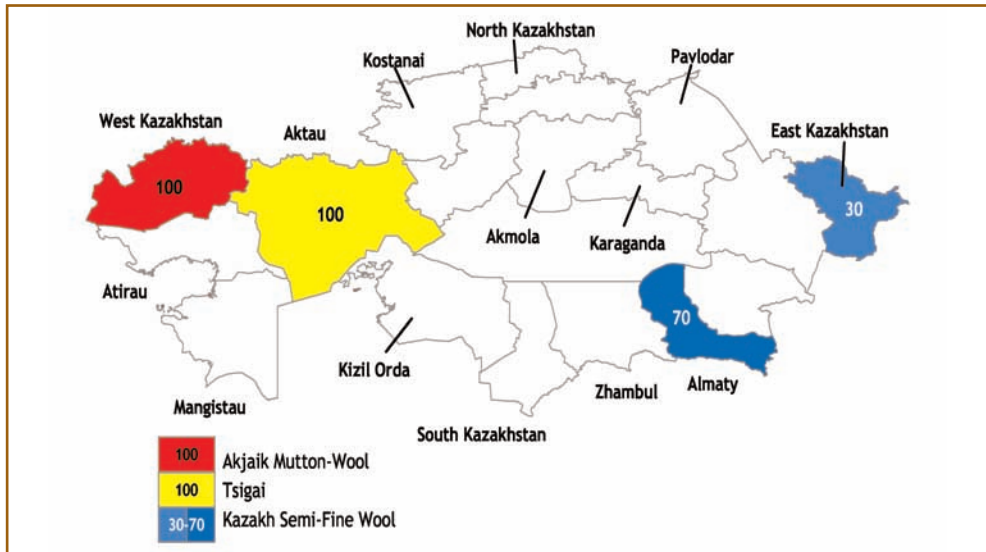 North Kazakhstan
Kostanai
Pavlodar
West Kazakhstan
Aktau
East Kazakhstan
100
100
30
Akmola
Karaganda
Atirau
70
Kizil Orda
Zhambul
Almaty
Mangistau
South Kazakhstan
100 Akjaik Mutton-Wool
100 Tsigai
30-70 Kazakh Semi-Fine Wool